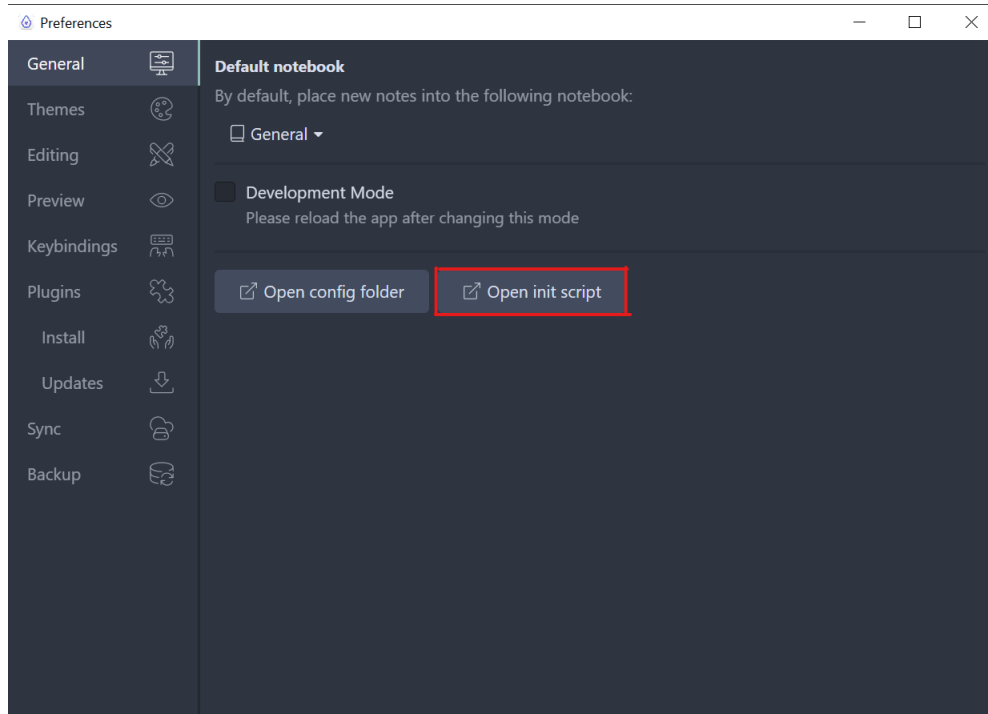 Preferences
General
Themes
Editing
Preview
Keybindings
Plugins
Install
Updates
Sync
Backup
Default notebook
By default, place new notes into the following notebook:
General
Development Mode
Please reload the app after changing this mode
Open config folder
Open init script